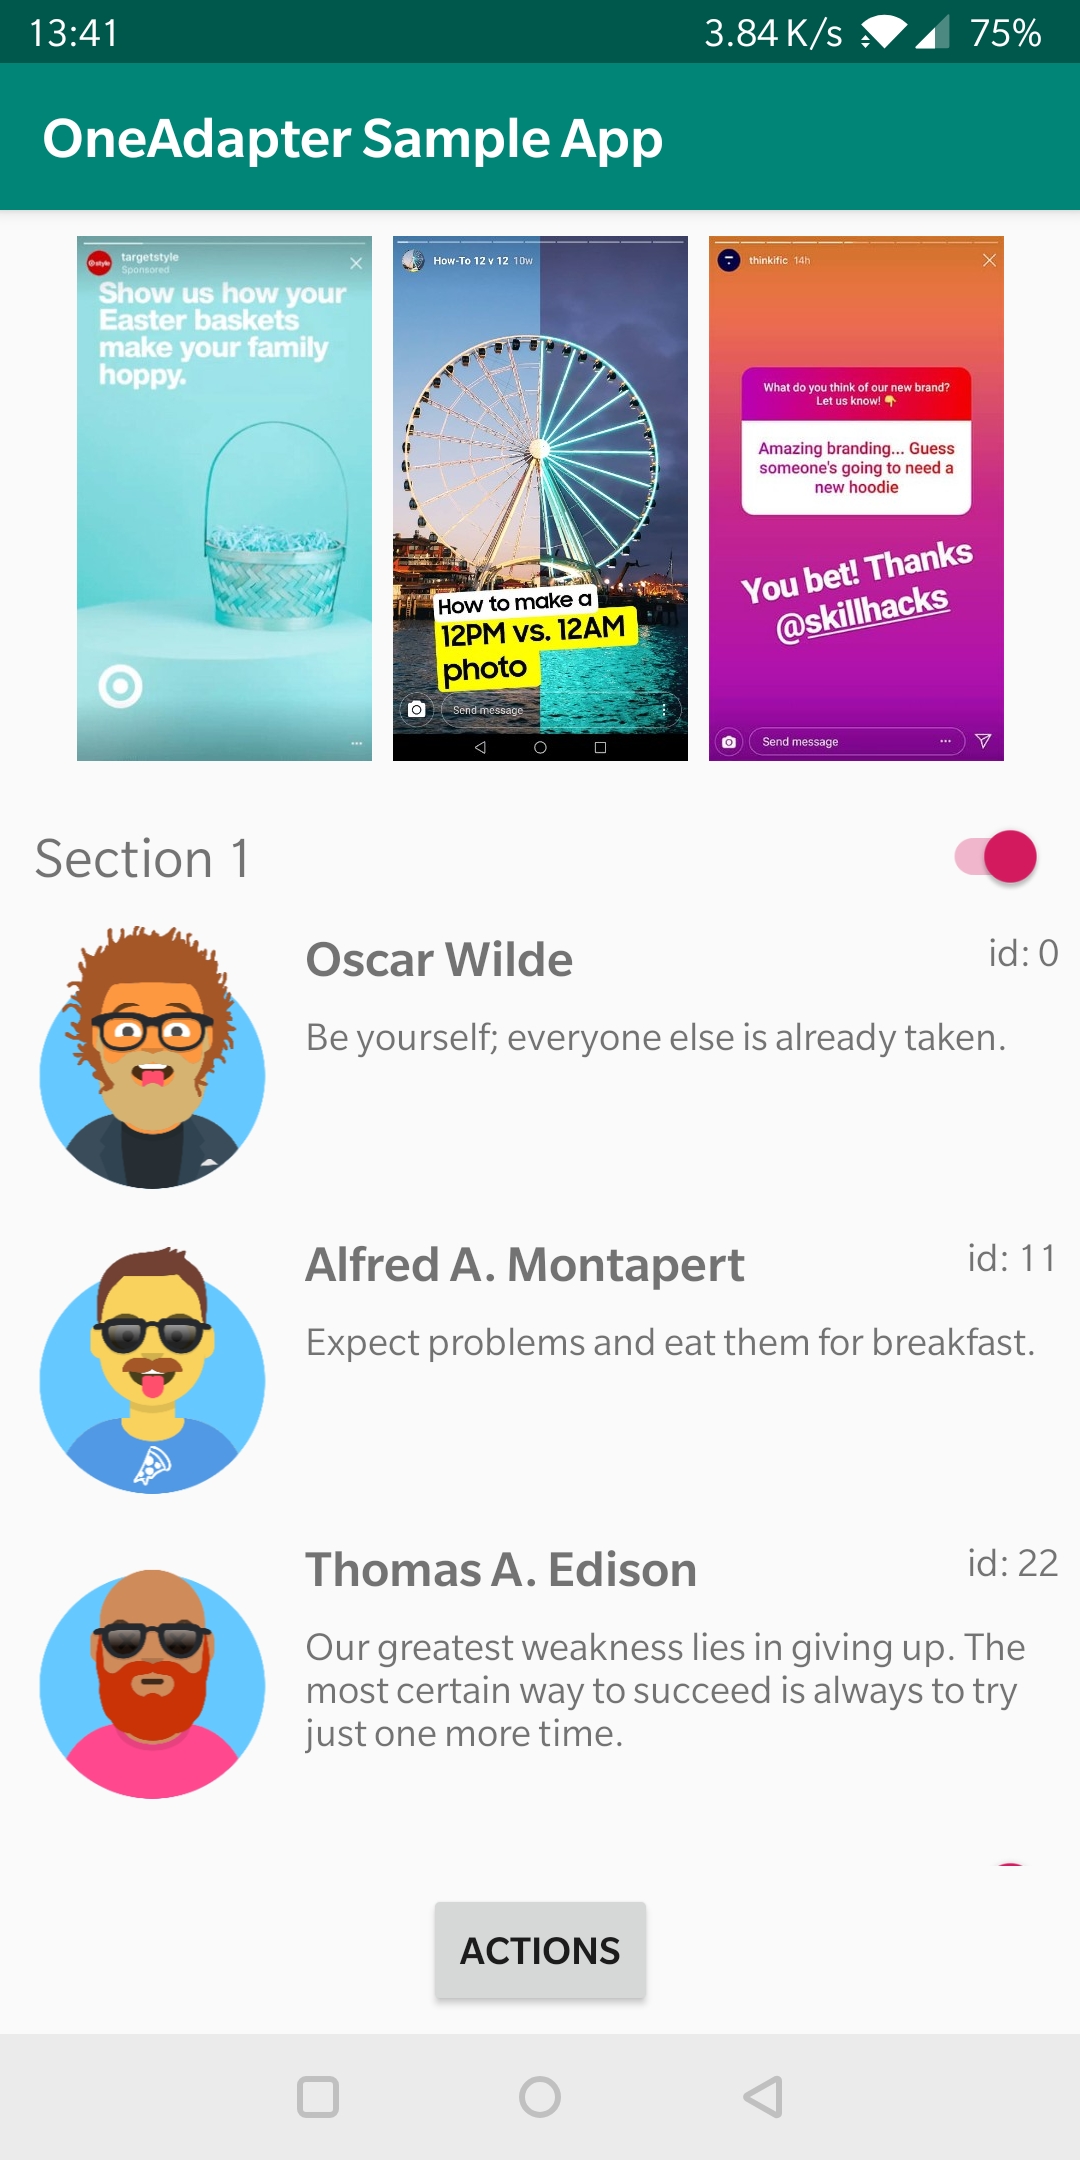 13:41
3.84 K/s
75%
OneAdapter Sample App
targetstyle
Sponsored
Show us how your
Easter baskets
make your family
hoppy.
How-To 12 v 12 10w
How to make a
12PM vs. 12AM
photo
Send message
thinkific 14h
What do you think of our new brand?
Let us know! 👇
Amazing branding... Guess
someone's going to need a
new hoodie
You bet! Thanks
@skillhacks
Send message
Section 1
Oscar Wilde
id: 0
Be yourself; everyone else is already taken.
Alfred A. Montapert
id: 11
Expect problems and eat them for breakfast.
Thomas A. Edison
id: 22
Our greatest weakness lies in giving up. The
most certain way to succeed is always to try
just one more time.
ACTIONS